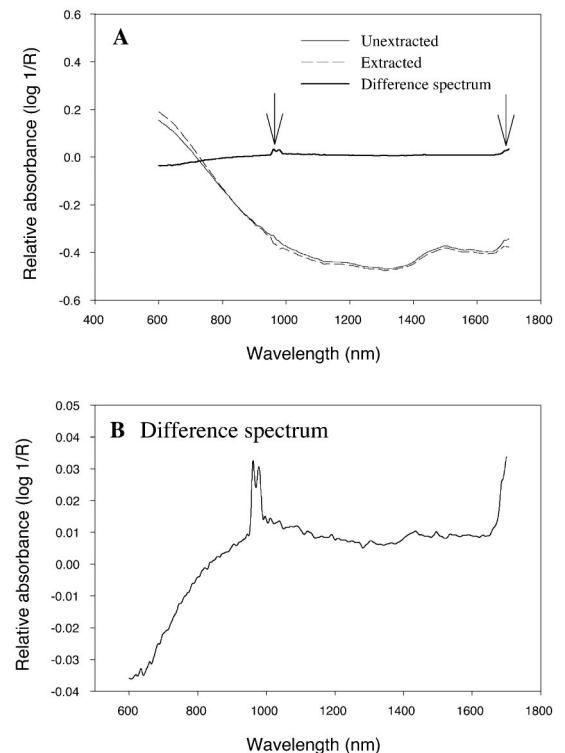 A
Unextracted
Extracted
Difference spectrum
Relative absorbance (log 1/R)
0.6
0.4
0.2
0.0
-0.2
-0.4
-0.6
400 600 800 1000 1200 1400 1600 1800
Wavelength (nm)
B Difference spectrum
Relative absorbance (log 1/R)
0.05
0.04
0.03
0.02
0.01
0.00
-0.01
-0.02
-0.03
-0.04
600 800 1000 1200 1400 1600 1800
Wavelength (nm)